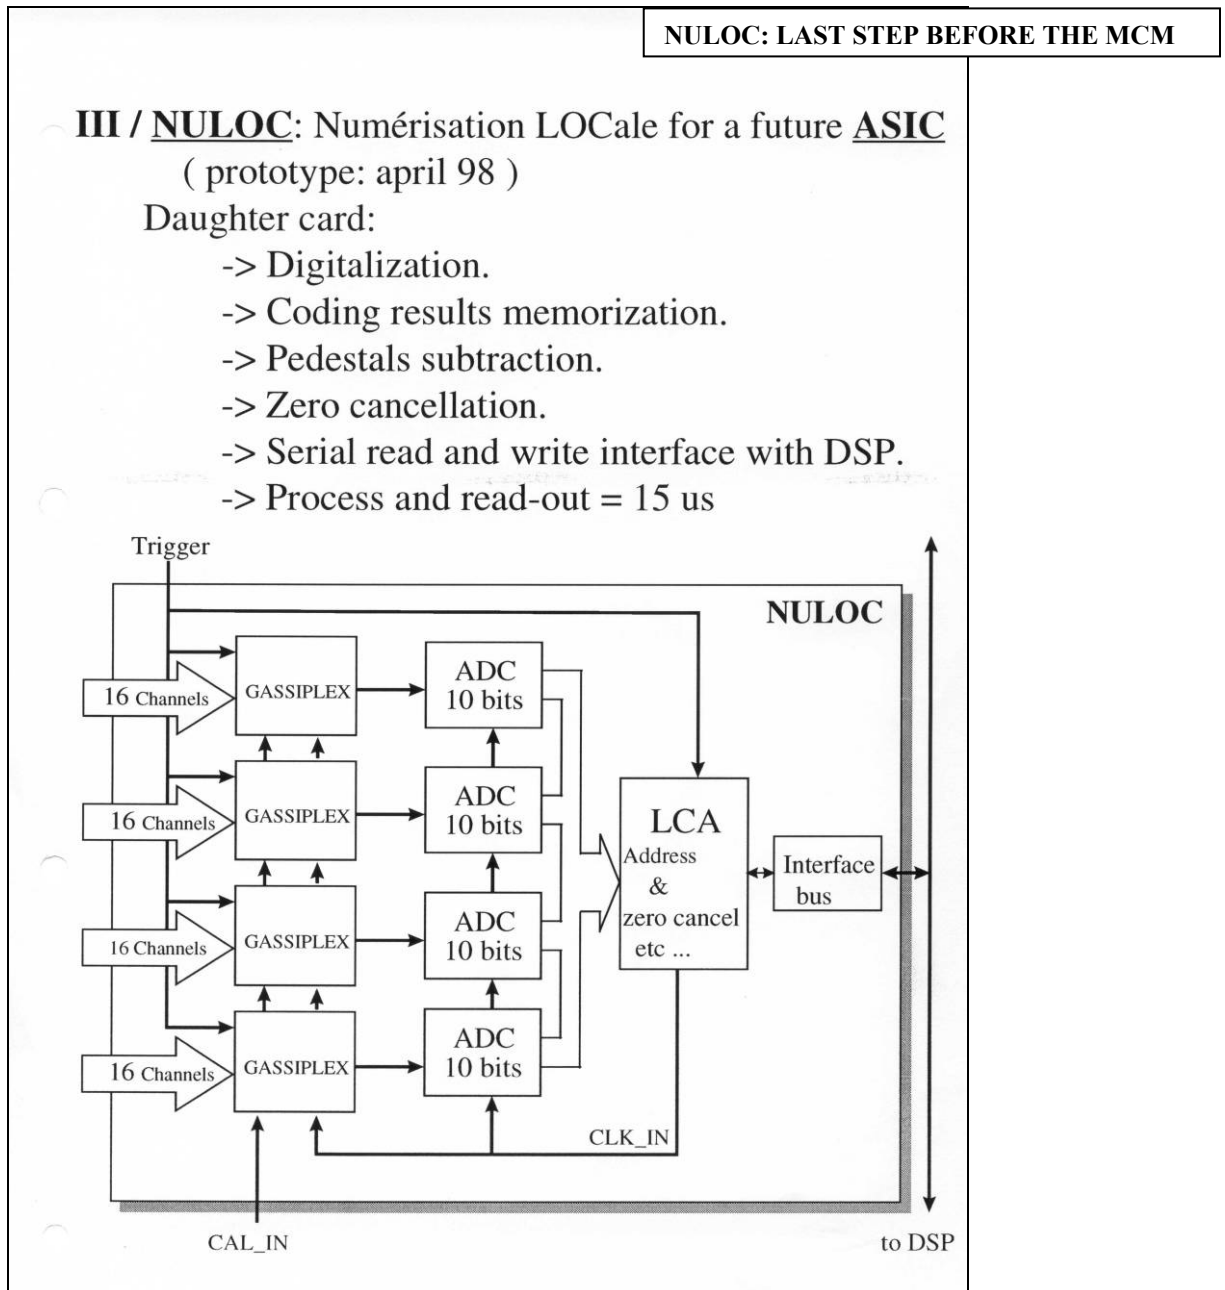 NULOC: LAST STEP BEFORE THE MCM
III / NULOC: Numérisation LOCale for a future ASIC
( prototype: april 98 )
Daughter card:
-> Digitalization.
-> Coding results memorization.
-> Pedestals subtraction.
-> Zero cancellation.
-> Serial read and write interface with DSP.
-> Process and read-out = 15 us
Trigger
NULOC
16 Channels
GASSIPLEX
ADC
10 bits
16 Channels
GASSIPLEX
ADC
10 bits
16 Channels
GASSIPLEX
ADC
10 bits
16 Channels
GASSIPLEX
ADC
10 bits
LCA
Address
&
zero cancel
etc ...
Interface
bus
CLK_IN
CAL_IN
to DSP